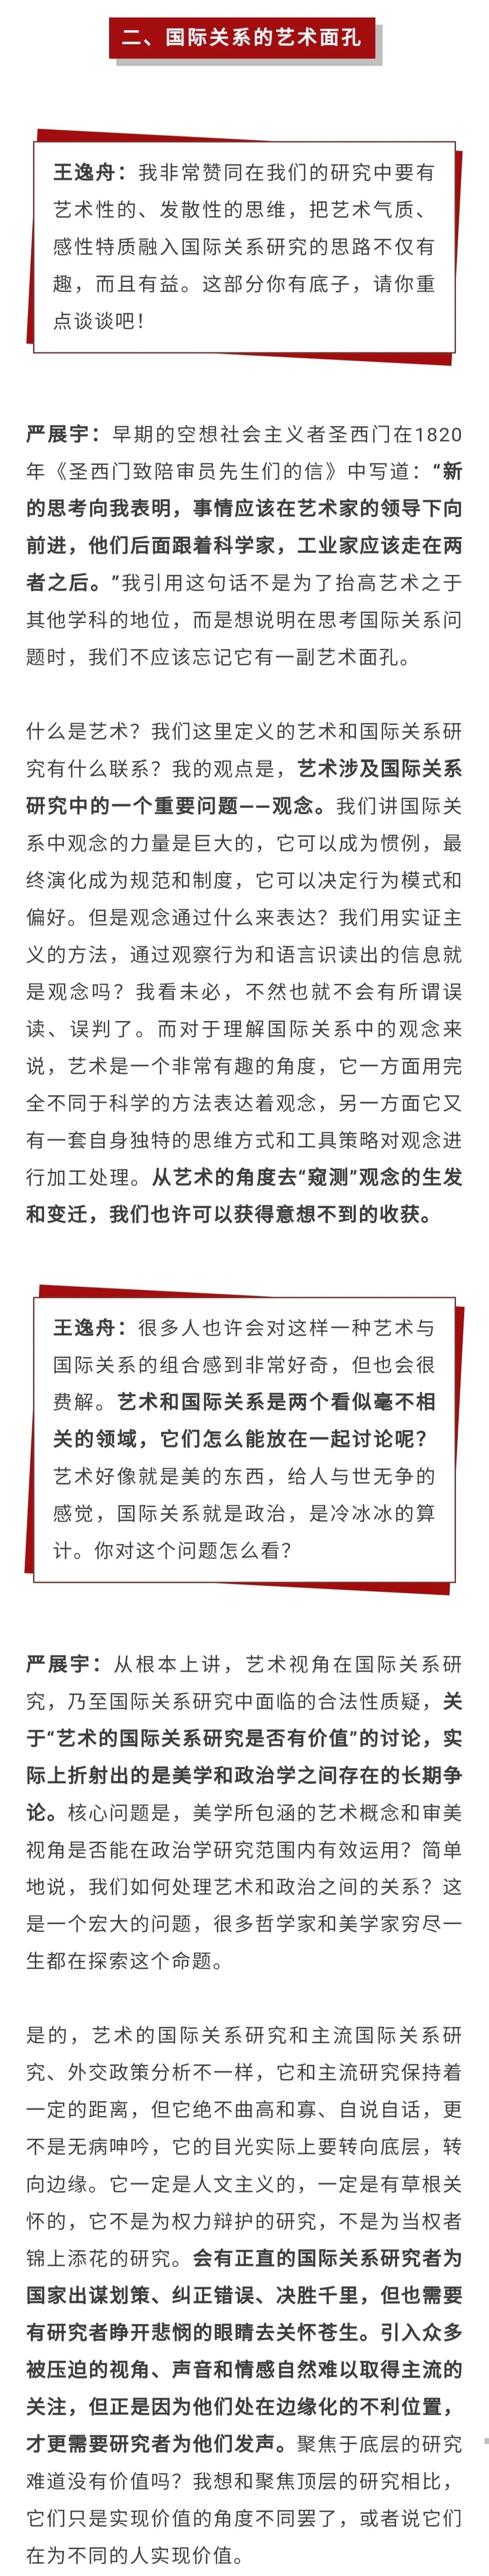 二、国际关系的艺术面孔
王逸舟：我非常赞同在我们的研究中要有
艺术性的、发散性的思维，把艺术气质、
感性特质融入国际关系研究的思路不仅有
趣，而且有益。这部分你有底子，请你重
点谈谈吧！
严展宇：早期的空想社会主义者圣西门在1820
年《圣西门致陪审员先生们的信》中写道：“新
的思考向我表明，事情应该在艺术家的领导下向
前进，他们后面跟着科学家，工业家应该走在两
者之后。”我引用这句话不是为了抬高艺术之于
其他学科的地位，而是想说明在思考国际关系问
题时，我们不应该忘记它有一副艺术面孔。
什么是艺术？我们这里定义的艺术和国际关系研
究有什么联系？我的观点是，艺术涉及国际关系
研究中的一个重要问题——观念。我们讲国际关
系中观念的力量是巨大的，它可以成为惯例，最
终演化成为规范和制度，它可以决定行为模式和
偏好。但是观念通过什么来表达？我们用实证主
义的方法，通过观察行为和语言识读出的信息就
是观念吗？我看未必，不然也就不会有所谓误
读、误判了。而对于理解国际关系中的观念来
说，艺术是一个非常有趣的角度，它一方面用完
全不同于科学的方法表达着观念，另一方面它又
有一套自身独特的思维方式和工具策略对观念进
行加工处理。从艺术的角度去“窥测”观念的生发
和变迁，我们也许可以获得意想不到的收获。
王逸舟：很多人也许会对这样一种艺术与
国际关系的组合感到非常好奇，但也会很
费解。艺术和国际关系是两个看似毫不相
关的领域，它们怎么能放在一起讨论呢？
艺术好像就是美的东西，给人与世无争的
感觉，国际关系就是政治，是冷冰冰的算
计。你对这个问题怎么看？
严展宇：从根本上讲，艺术视角在国际关系研
究，乃至国际关系研究中面临的合法性质疑，关
于“艺术的国际关系研究是否有价值”的讨论，实
际上折射出的是美学和政治学之间存在的长期争
论。核心问题是，美学所包涵的艺术概念和审美
视角是否能在政治学研究范围内有效运用？简单
地说，我们如何处理艺术和政治之间的关系？这
是一个宏大的问题，很多哲学家和美学家穷尽一
生都在探索这个命题。
是的，艺术的国际关系研究和主流国际关系研
究、外交政策分析不一样，它和主流研究保持着
一定的距离，但它绝不曲高和寡、自说自话，更
不是无病呻吟，它的目光实际上要转向底层，转
向边缘。它一定是人文主义的，一定是有草根关
怀的，它不是为权力辩护的研究，不是为当权者
锦上添花的研究。会有正直的国际关系研究者为
国家出谋划策、纠正错误、决胜千里，但也需要
有研究者睁开悲悯的眼睛去关怀苍生。引入众多
被压迫的视角、声音和情感自然难以取得主流的
关注，但正是因为他们处在边缘化的不利位置，
才更需要研究者为他们发声。聚焦于底层的研究
难道没有价值吗？我想和聚焦顶层的研究相比，
它们只是实现价值的角度不同罢了，或者说它们
在为不同的人实现价值。